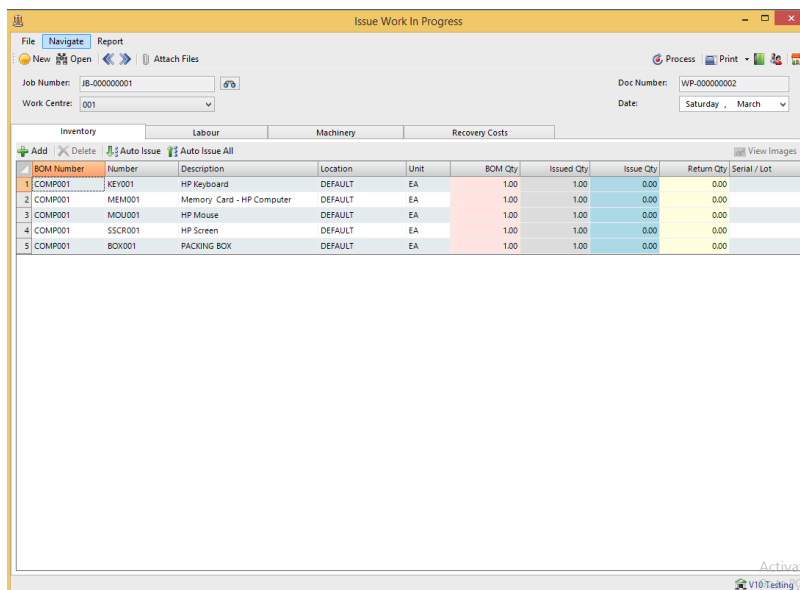 Issue Work In Progress
File Navigate Report
New Open Attach Files Process Print
Job Number: JB-000000001 Doc Number: WP-000000002
Work Centre: 001 Date: Saturday , March
Inventory Labour Machinery Recovery Costs
Add Delete Auto Issue Auto Issue All View Images
BOM Number Number Description Location Unit BOM Qty Issued Qty Issue Qty Return Qty Serial / Lot
1 COMP001 KEY001 HP Keyboard DEFAULT EA 1.00 1.00 0.00 0.00
2 COMP001 MEM001 Memory Card - HP Computer DEFAULT EA 1.00 1.00 0.00 0.00
3 COMP001 MOU001 HP Mouse DEFAULT EA 1.00 1.00 0.00 0.00
4 COMP001 SSCR001 HP Screen DEFAULT EA 1.00 1.00 0.00 0.00
5 COMP001 BOX001 PACKING BOX DEFAULT EA 1.00 1.00 0.00 0.00
Activa
V10 Testing